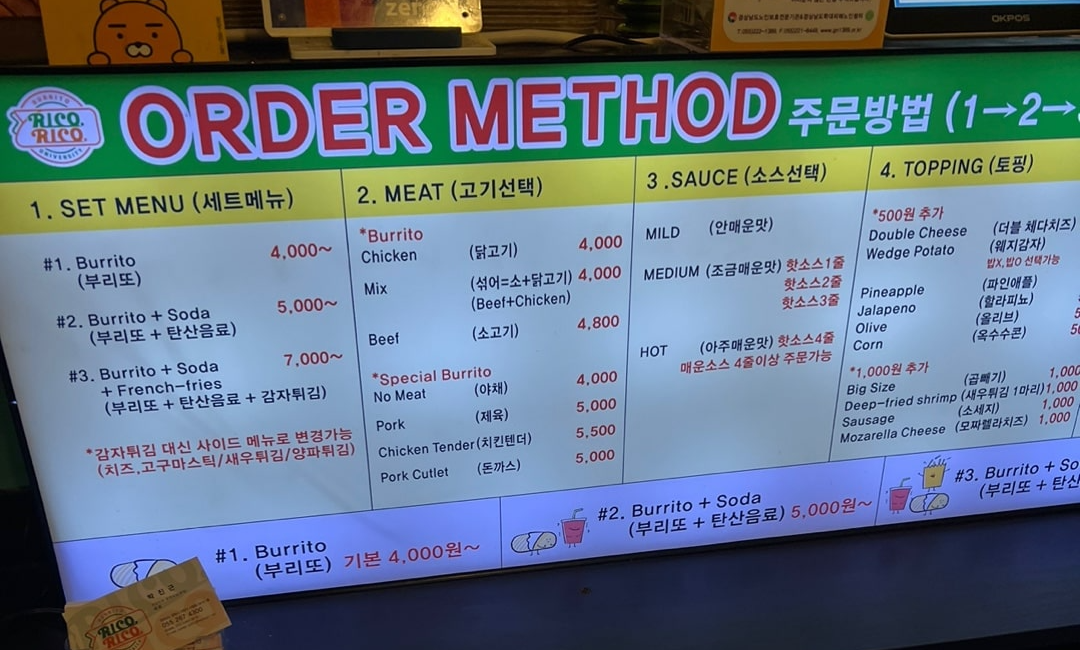 zen
OKPOS
BURRITO
RICO
RICO
UNIVERSITY
ORDER METHOD 주문방법 (1→2→
1. SET MENU (세트메뉴)
#1. Burrito 4,000~
(부리또)
#2. Burrito + Soda 5,000~
(부리또 + 탄산음료)
#3. Burrito + Soda 7,000~
+ French-fries
(부리또 + 탄산음료 + 감자튀김)
*감자튀김 대신 사이드 메뉴로 변경가능
(치즈,고구마스틱/새우튀김/양파튀김)
2. MEAT (고기선택)
*Burrito
Chicken (닭고기) 4,000
Mix (섞어=소+닭고기) 4,000
(Beef+Chicken)
Beef (소고기) 4,800
*Special Burrito
No Meat (야채) 4,000
Pork (제육) 5,000
Chicken Tender (치킨텐더) 5,500
Pork Cutlet (돈까스) 5,000
3 .SAUCE (소스선택)
MILD (안매운맛)
MEDIUM (조금매운맛) 핫소스1줄
핫소스2줄
핫소스3줄
HOT (아주매운맛) 핫소스4줄
매운소스 4줄이상 주문가능
4. TOPPING (토핑)
*500원 추가
Double Cheese (더블 체다치즈)
Wedge Potato (웨지감자)
밥X,밥O 선택가능
Pineapple (파인애플)
Jalapeno (할라피뇨)
Olive (올리브)
Corn (옥수수콘)
*1,000원 추가
Big Size (곱빼기) 1,000
Deep-fried shrimp (새우튀김 1마리) 1,000
Sausage (소세지) 1,000
Mozarella Cheese (모짜렐라치즈) 1,000
#1. Burrito
(부리또) 기본 4,000원~
#2. Burrito + Soda
(부리또 + 탄산음료) 5,000원~
#3. Burrito + So
(부리또 + 탄산
RICO
RICO
055 287 4300